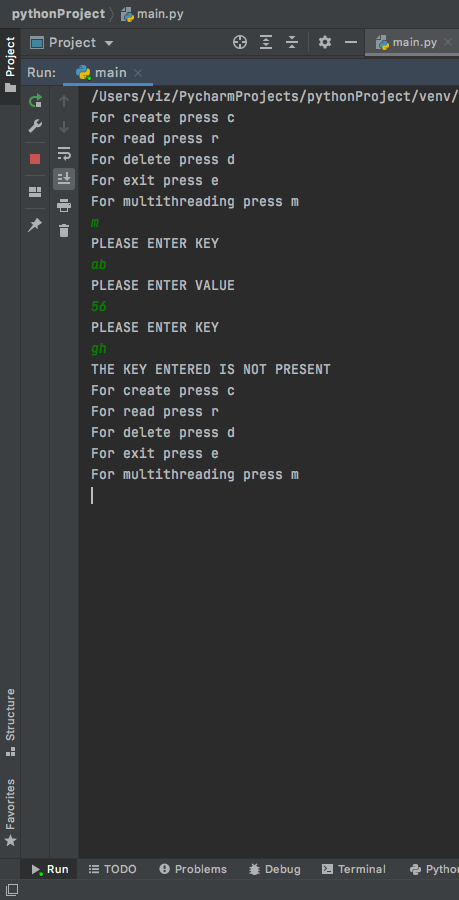 pythonProject main.py
Project main.py
Run: main
/Users/viz/PycharmProjects/pythonProject/venv/
For create press c
For read press r
For delete press d
For exit press e
For multithreading press m
m
PLEASE ENTER KEY
ab
PLEASE ENTER VALUE
56
PLEASE ENTER KEY
gh
THE KEY ENTERED IS NOT PRESENT
For create press c
For read press r
For delete press d
For exit press e
For multithreading press m
Project
Structure
Favorites
Run TODO Problems Debug Terminal Pytho